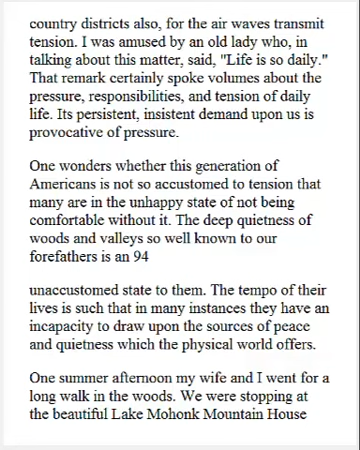 country districts also, for the air waves transmit
tension. I was amused by an old lady who, in
talking about this matter, said, "Life is so daily."
That remark certainly spoke volumes about the
pressure, responsibilities, and tension of daily
life. Its persistent, insistent demand upon us is
provocative of pressure.
One wonders whether this generation of
Americans is not so accustomed to tension that
many are in the unhappy state of not being
comfortable without it. The deep quietness of
woods and valleys so well known to our
forefathers is an 94
unaccustomed state to them. The tempo of their
lives is such that in many instances they have an
incapacity to draw upon the sources of peace
and quietness which the physical world offers.
One summer afternoon my wife and I went for a
long walk in the woods. We were stopping at
the beautiful Lake Mohonk Mountain House